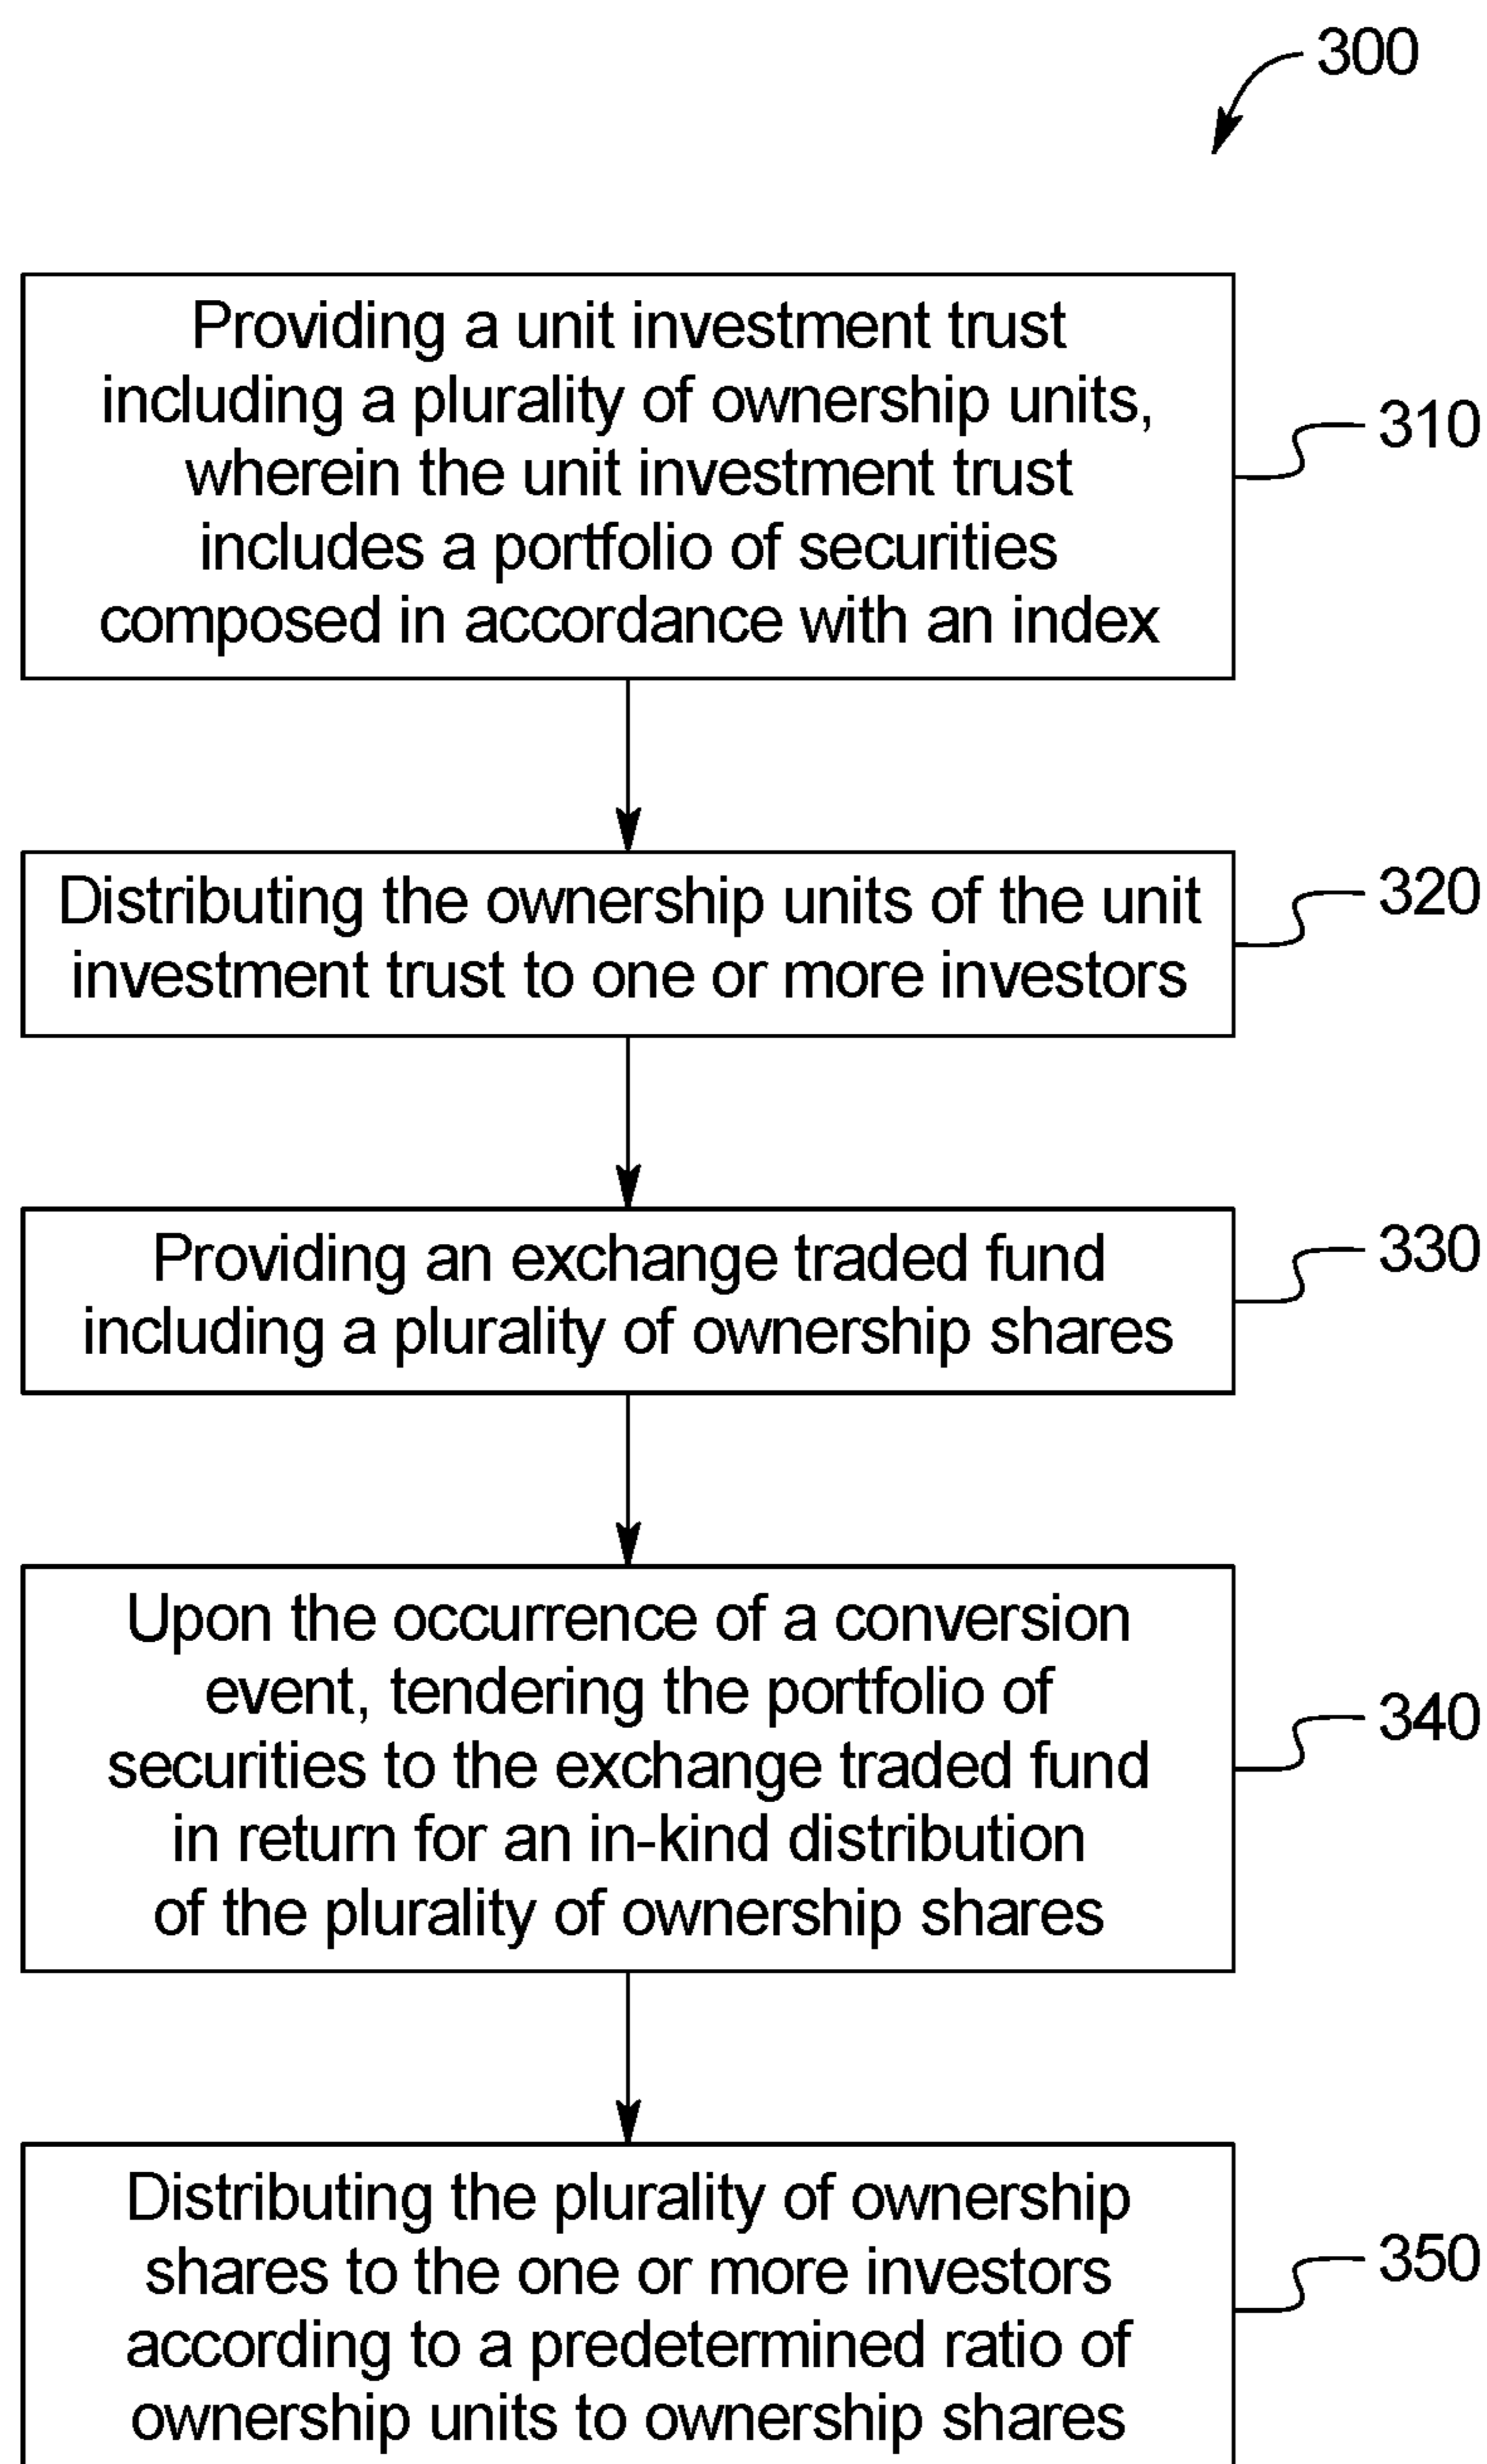 300
Providing a unit investment trust
including a plurality of ownership units,
wherein the unit investment trust
includes a portfolio of securities
composed in accordance with an index
310
Distributing the ownership units of the unit
investment trust to one or more investors
320
Providing an exchange traded fund
including a plurality of ownership shares
330
Upon the occurrence of a conversion
event, tendering the portfolio of
securities to the exchange traded fund
in return for an in-kind distribution
of the plurality of ownership shares
340
Distributing the plurality of ownership
shares to the one or more investors
according to a predetermined ratio of
ownership units to ownership shares
350